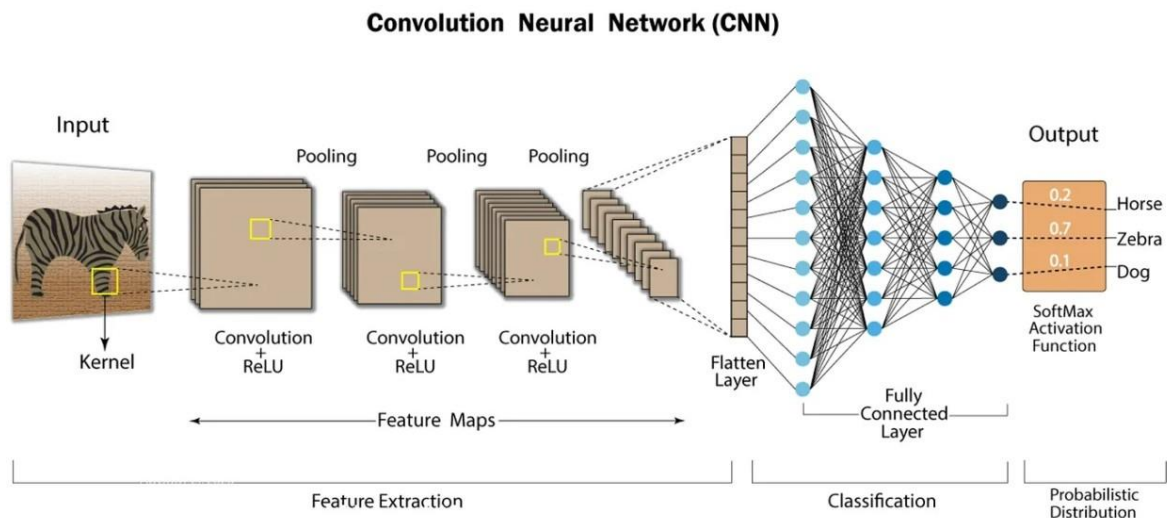 Convolution Neural Network (CNN)
Input
Kernel
Pooling
Pooling
Pooling
Convolution
+
ReLU
Convolution
+
ReLU
Convolution
+
ReLU
Feature Maps
Flatten
Layer
Fully
Connected
Layer
Output
0.2
Horse
0.7
Zebra
0.1
Dog
SoftMax
Activation
Function
Feature Extraction
Classification
Probabilistic
Distribution